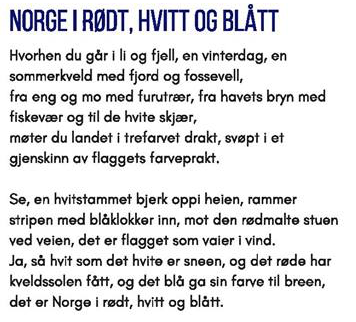 NORGE I RØDT, HVITT OG BLÅTT
Hvorhen du går i li og fjell, en vinterdag, en
sommerkveld med fjord og fossevell,
fra eng og mo med furutrær, fra havets bryn med
fiskevær og til de hvite skjær,
møter du landet i trefarvet drakt, svøpt i et
gjenskinn av flaggets farveprakt.

Se, en hvitstammet bjerk oppi heien, rammer
stripen med blåklokker inn, mot den rødmalte stuen
ved veien, det er flagget som vaier i vind.
Ja, så hvit som det hvite er sneen, og det røde har
kveldssolen fått, og det blå ga sin farve til breen,
det er Norge i rødt, hvitt og blått.